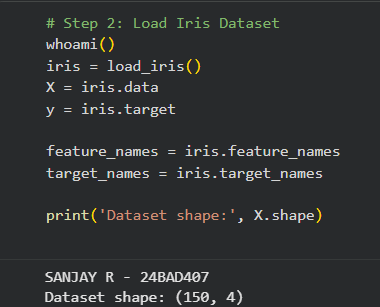 # Step 2: Load Iris Dataset
whoami()
iris = load_iris()
X = iris.data
y = iris.target
feature_names = iris.feature_names
target_names = iris.target_names
print('Dataset shape:', X.shape)
SANJAY R - 24BAD407
Dataset shape: (150, 4)